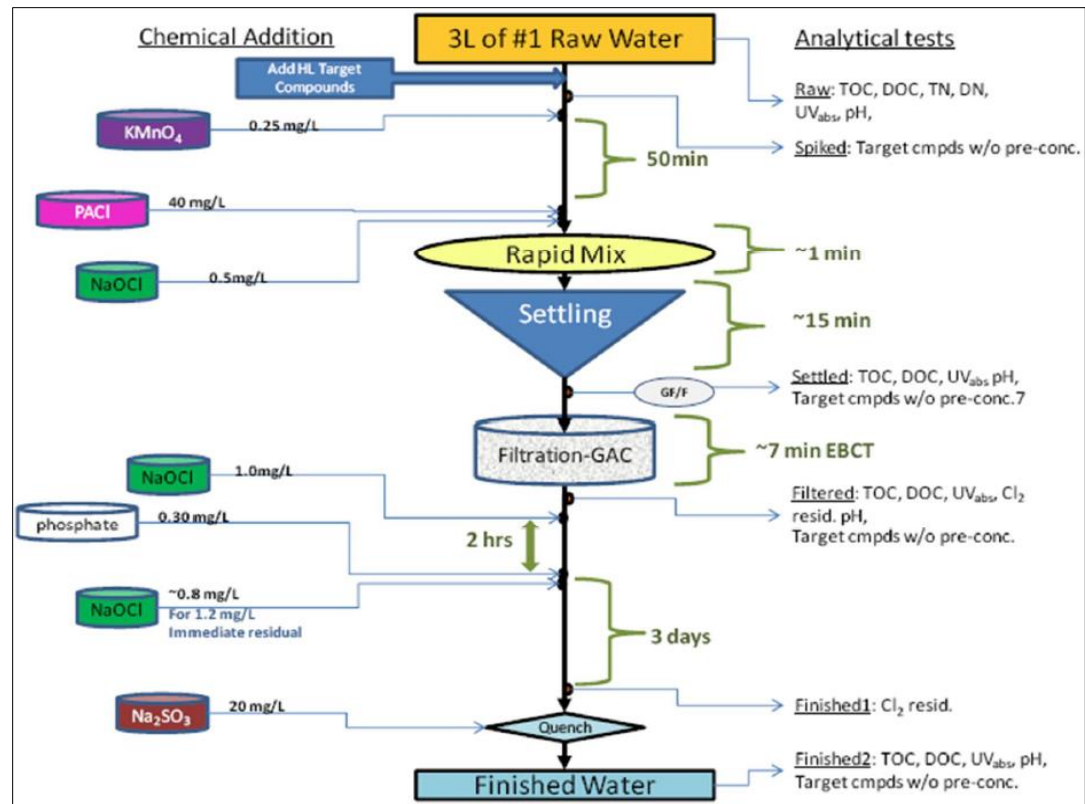 Chemical Addition
3L of #1 Raw Water
Analytical tests
Add HL Target
Compounds
Raw: TOC, DOC, TN, DN,
UVabs, pH,
KMnO4
0.25 mg/L
50min
Spiked: Target cmpds w/o pre-conc.
PACl
40 mg/L
Rapid Mix
~1 min
NaOCl
0.5mg/L
Settling
~15 min
GF/F
Settled: TOC, DOC, UVabs pH,
Target cmpds w/o pre-conc.7
Filtration-GAC
~7 min EBCT
NaOCl
1.0mg/L
Filtered: TOC, DOC, UVabs, Cl2
resid. pH,
Target cmpds w/o pre-conc.
phosphate
0.30 mg/L
2 hrs
NaOCl
~0.8 mg/L
For 1.2 mg/L
Immediate residual
3 days
Na2SO3
20 mg/L
Quench
Finished1: Cl2 resid.
Finished Water
Finished2: TOC, DOC, UVabs, pH,
Target cmpds w/o pre-conc.